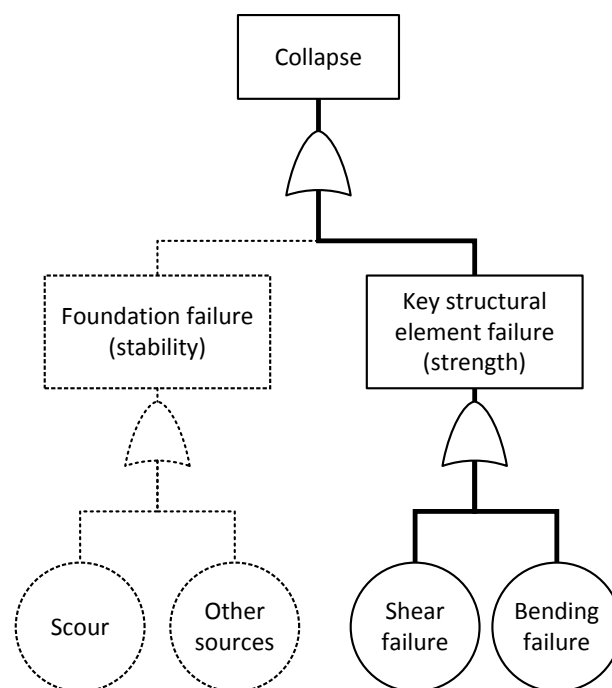 Collapse
Foundation failure
(stability)
Key structural
element failure
(strength)
Scour
Other
sources
Shear
failure
Bending
failure